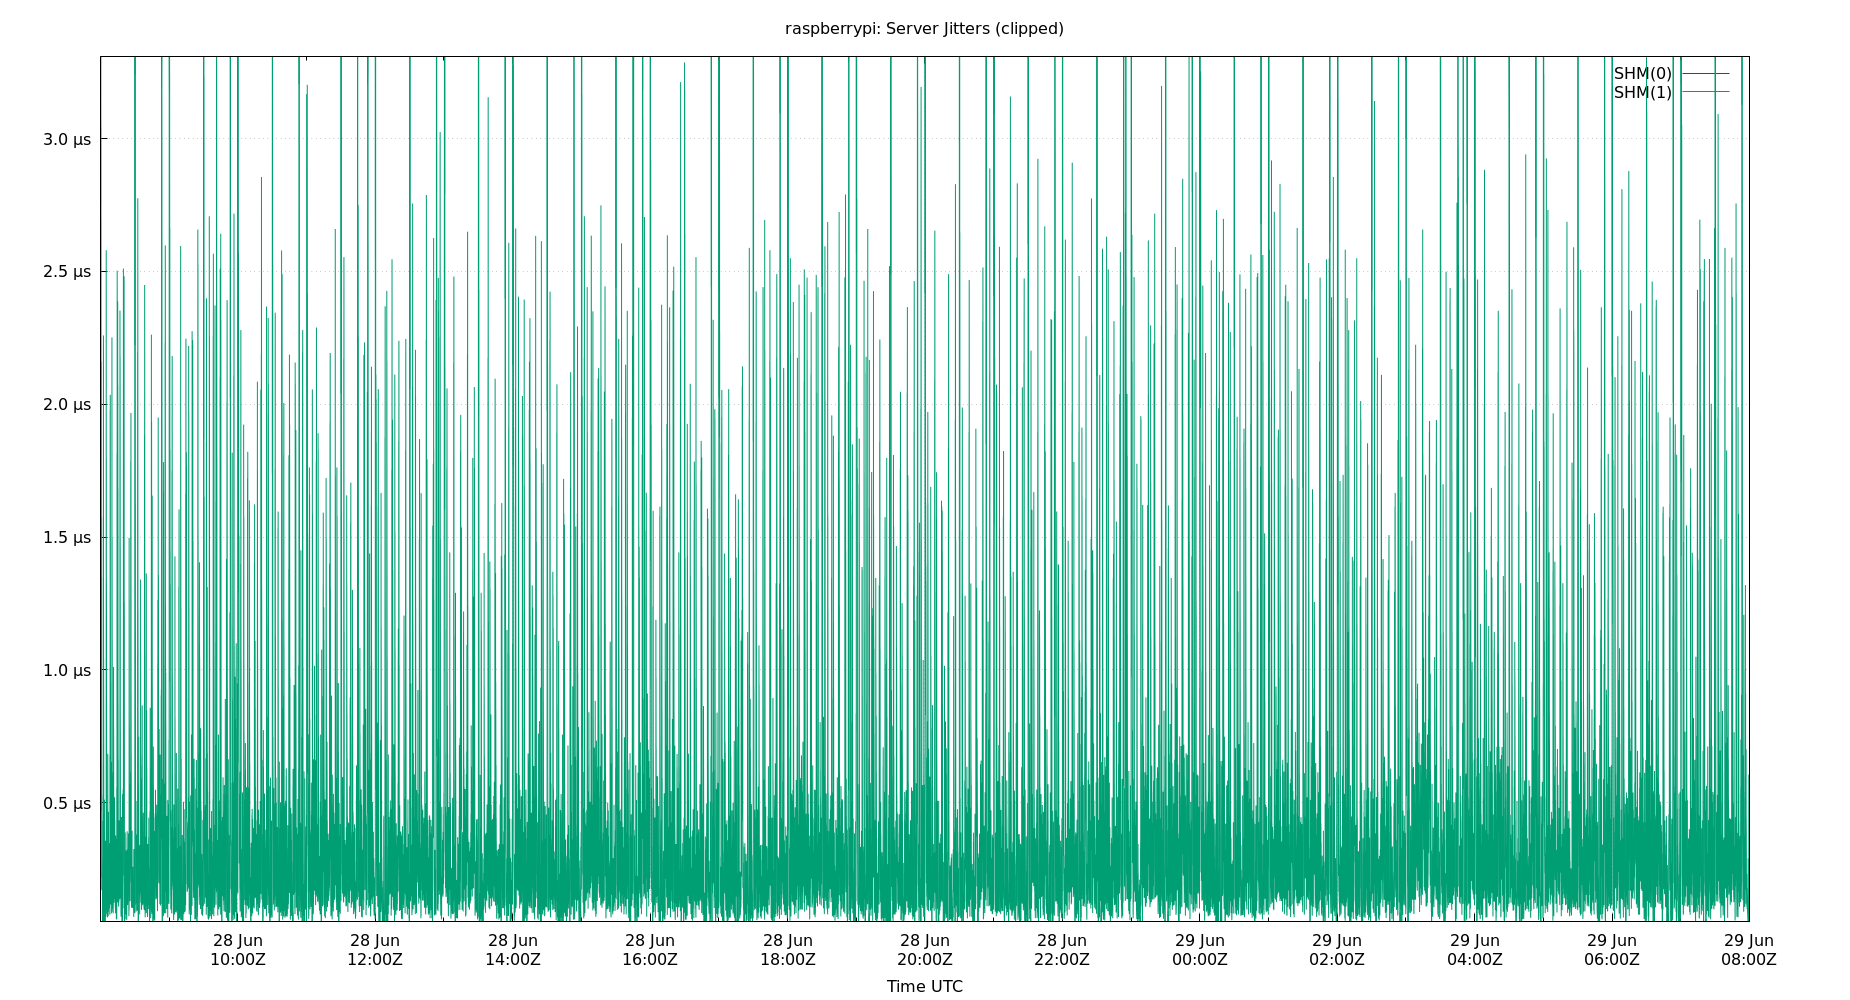 raspberrypi: Server Jitters (clipped)
SHM(0)
SHM(1)
3.0 µs
2.5 µs
2.0 µs
1.5 µs
1.0 µs
0.5 µs
28 Jun 28 Jun 28 Jun 28 Jun 28 Jun 28 Jun 28 Jun 29 Jun 29 Jun 29 Jun 29 Jun 29 Jun
10:00Z 12:00Z 14:00Z 16:00Z 18:00Z 20:00Z 22:00Z 00:00Z 02:00Z 04:00Z 06:00Z 08:00Z
Time UTC